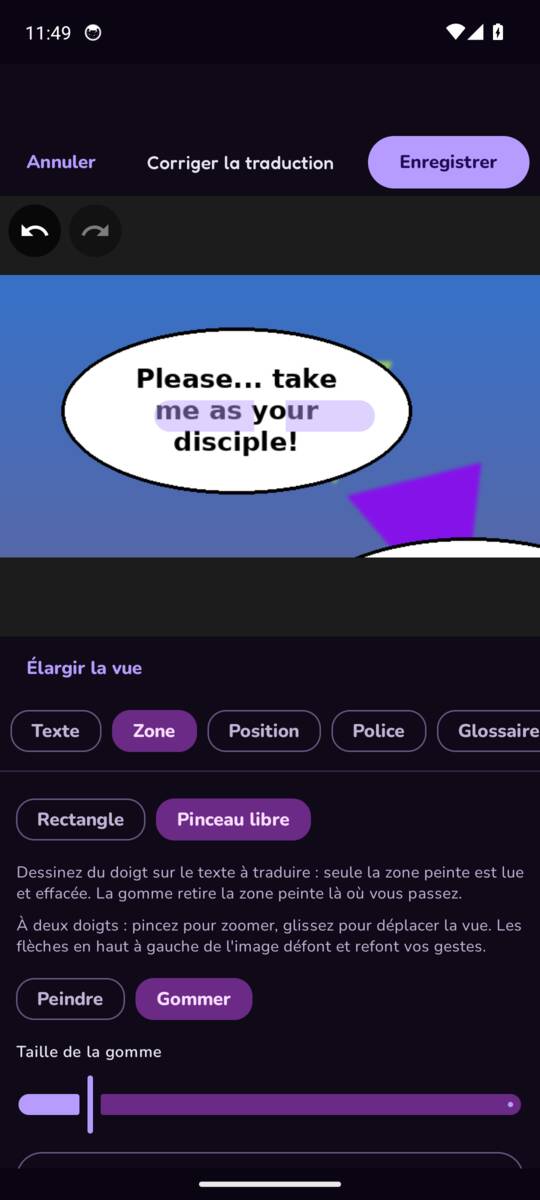 11:49
Annuler
Corriger la traduction
Enregistrer
Please... take
me as your
disciple!
Élargir la vue
Texte
Zone
Position
Police
Glossaire
Rectangle
Pinceau libre
Dessinez du doigt sur le texte à traduire : seule la zone peinte est lue
et effacée. La gomme retire la zone peinte là où vous passez.
À deux doigts : pincez pour zoomer, glissez pour déplacer la vue. Les
flèches en haut à gauche de l'image défont et refont vos gestes.
Peindre
Gommer
Taille de la gomme